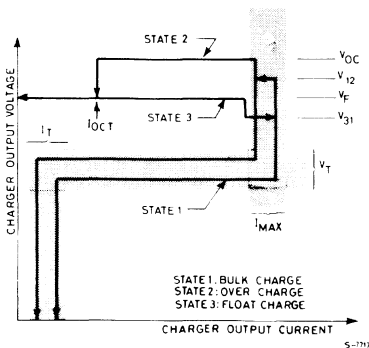 STATE 2
V_OC
V_12
V_F
V_31
I_T
I_OCT
STATE 3
V_T
STATE 1
I_MAX
CHARGER OUTPUT VOLTAGE
STATE 1: BULK CHARGE
STATE 2: OVER CHARGE
STATE 3: FLOAT CHARGE
CHARGER OUTPUT CURRENT